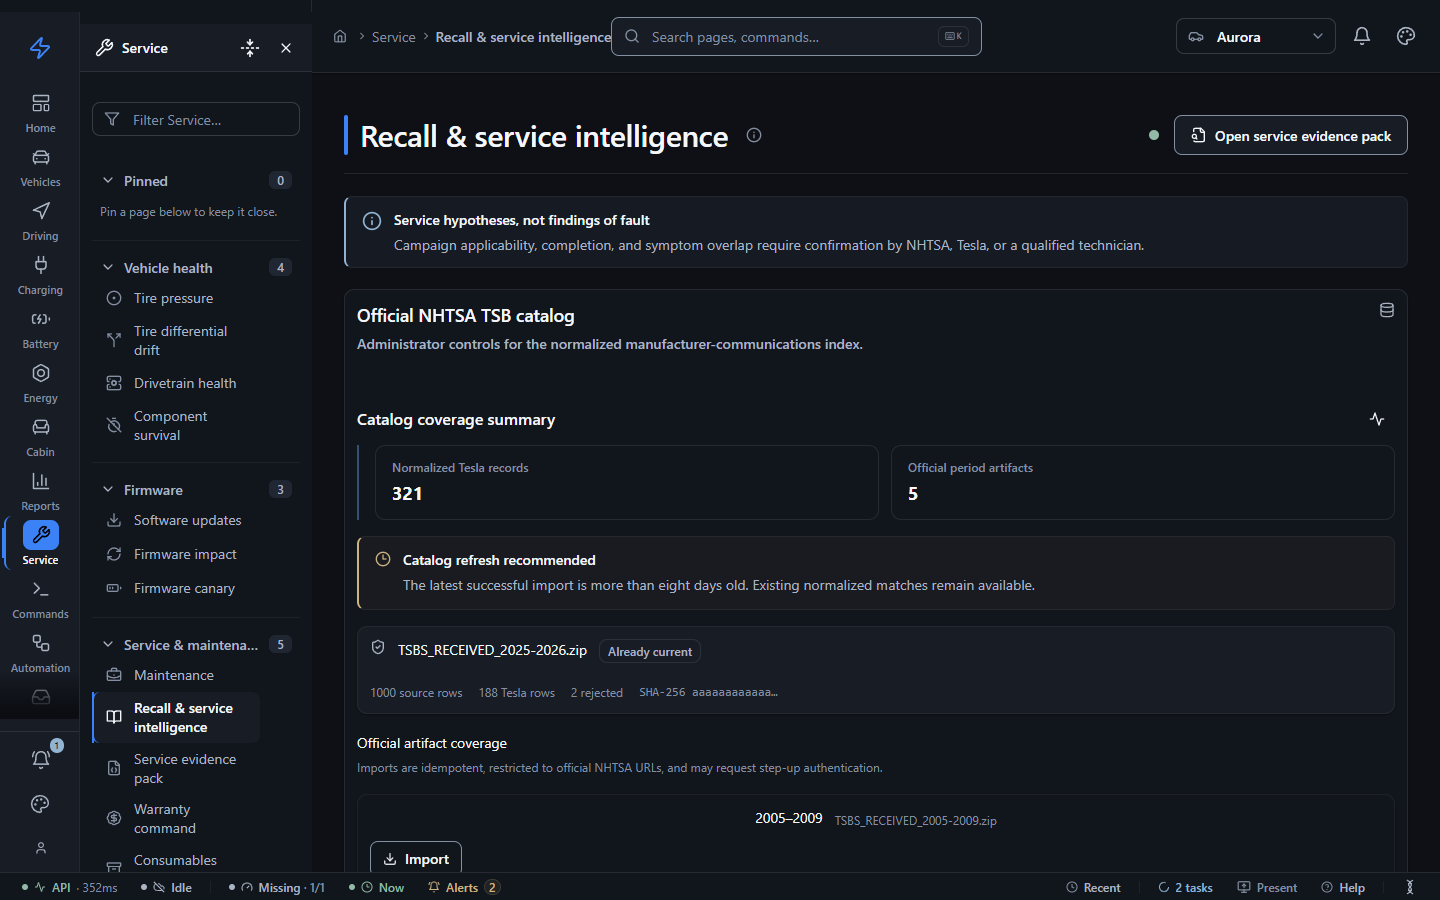 Service
Service
Recall & service intelligence
Search pages, commands...
K
Aurora
Home
Vehicles
Driving
Charging
Battery
Energy
Cabin
Reports
Service
Commands
Automation
1
Filter Service...
Pinned
0
Pin a page below to keep it close.
Vehicle health
4
Tire pressure
Tire differential
drift
Drivetrain health
Component
survival
Firmware
3
Software updates
Firmware impact
Firmware canary
Service & maintena...
5
Maintenance
Recall & service
intelligence
Service evidence
pack
Warranty
command
Consumables
Recall & service intelligence
Open service evidence pack
Service hypotheses, not findings of fault
Campaign applicability, completion, and symptom overlap require confirmation by NHTSA, Tesla, or a qualified technician.
Official NHTSA TSB catalog
Administrator controls for the normalized manufacturer-communications index.
Catalog coverage summary
Normalized Tesla records
321
Official period artifacts
5
Catalog refresh recommended
The latest successful import is more than eight days old. Existing normalized matches remain available.
TSBS_RECEIVED_2025-2026.zip
Already current
1000 source rows
188 Tesla rows
2 rejected
SHA-256 aaaaaaaaaaaa…
Official artifact coverage
Imports are idempotent, restricted to official NHTSA URLs, and may request step-up authentication.
2005–2009
TSBS_RECEIVED_2005-2009.zip
Import
API · 352ms
Idle
Missing · 1/1
Now
Alerts 2
Recent
2 tasks
Present
Help